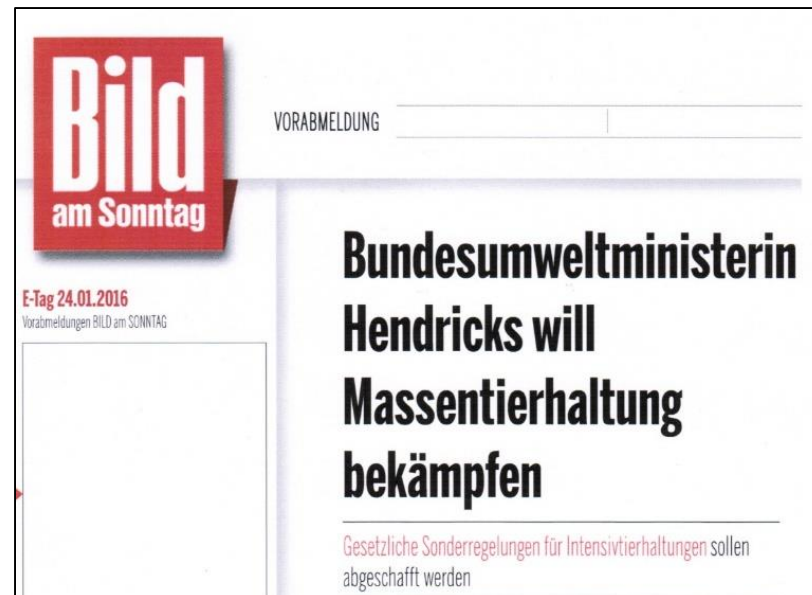 Bild
am Sonntag
VORABMELDUNG
E-Tag 24.01.2016
Vorabmeldungen BILD am SONNTAG
Bundesumweltministerin
Hendricks will
Massentierhaltung
bekämpfen
Gesetzliche Sonderregelungen für Intensivtierhaltungen sollen
abgeschafft werden